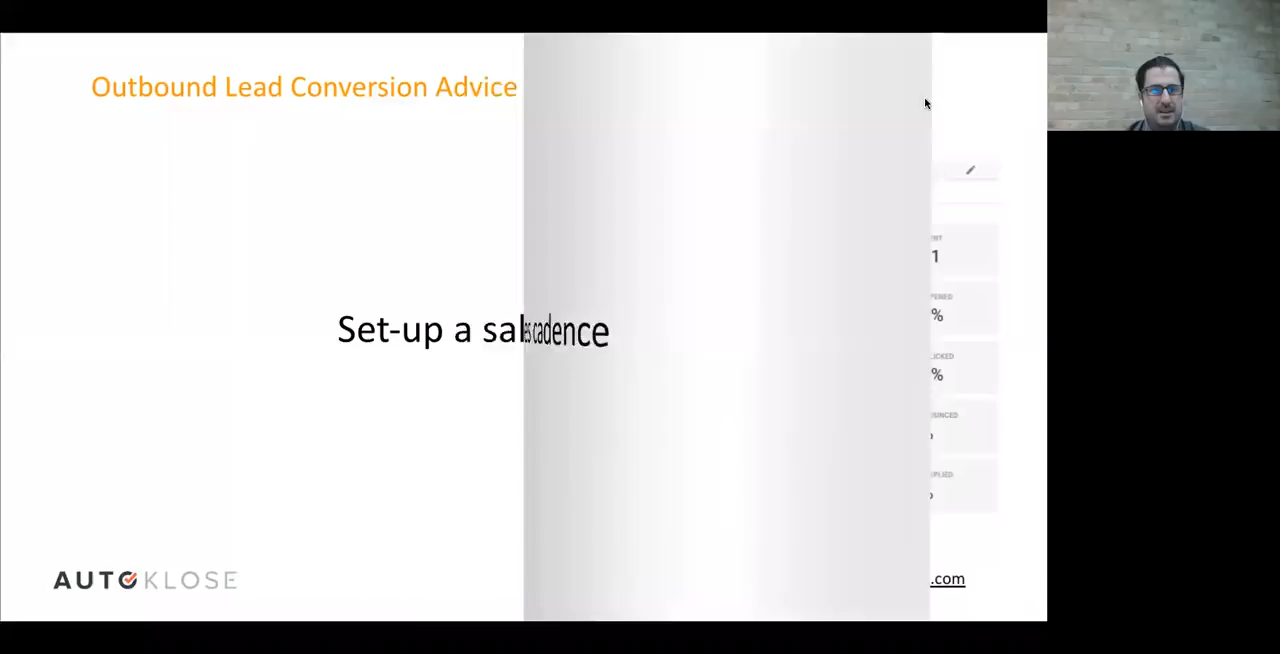 Outbound Lead Conversion Advice
1
%
%
Set-up a sales cadence
AUTOKLOSE
.com